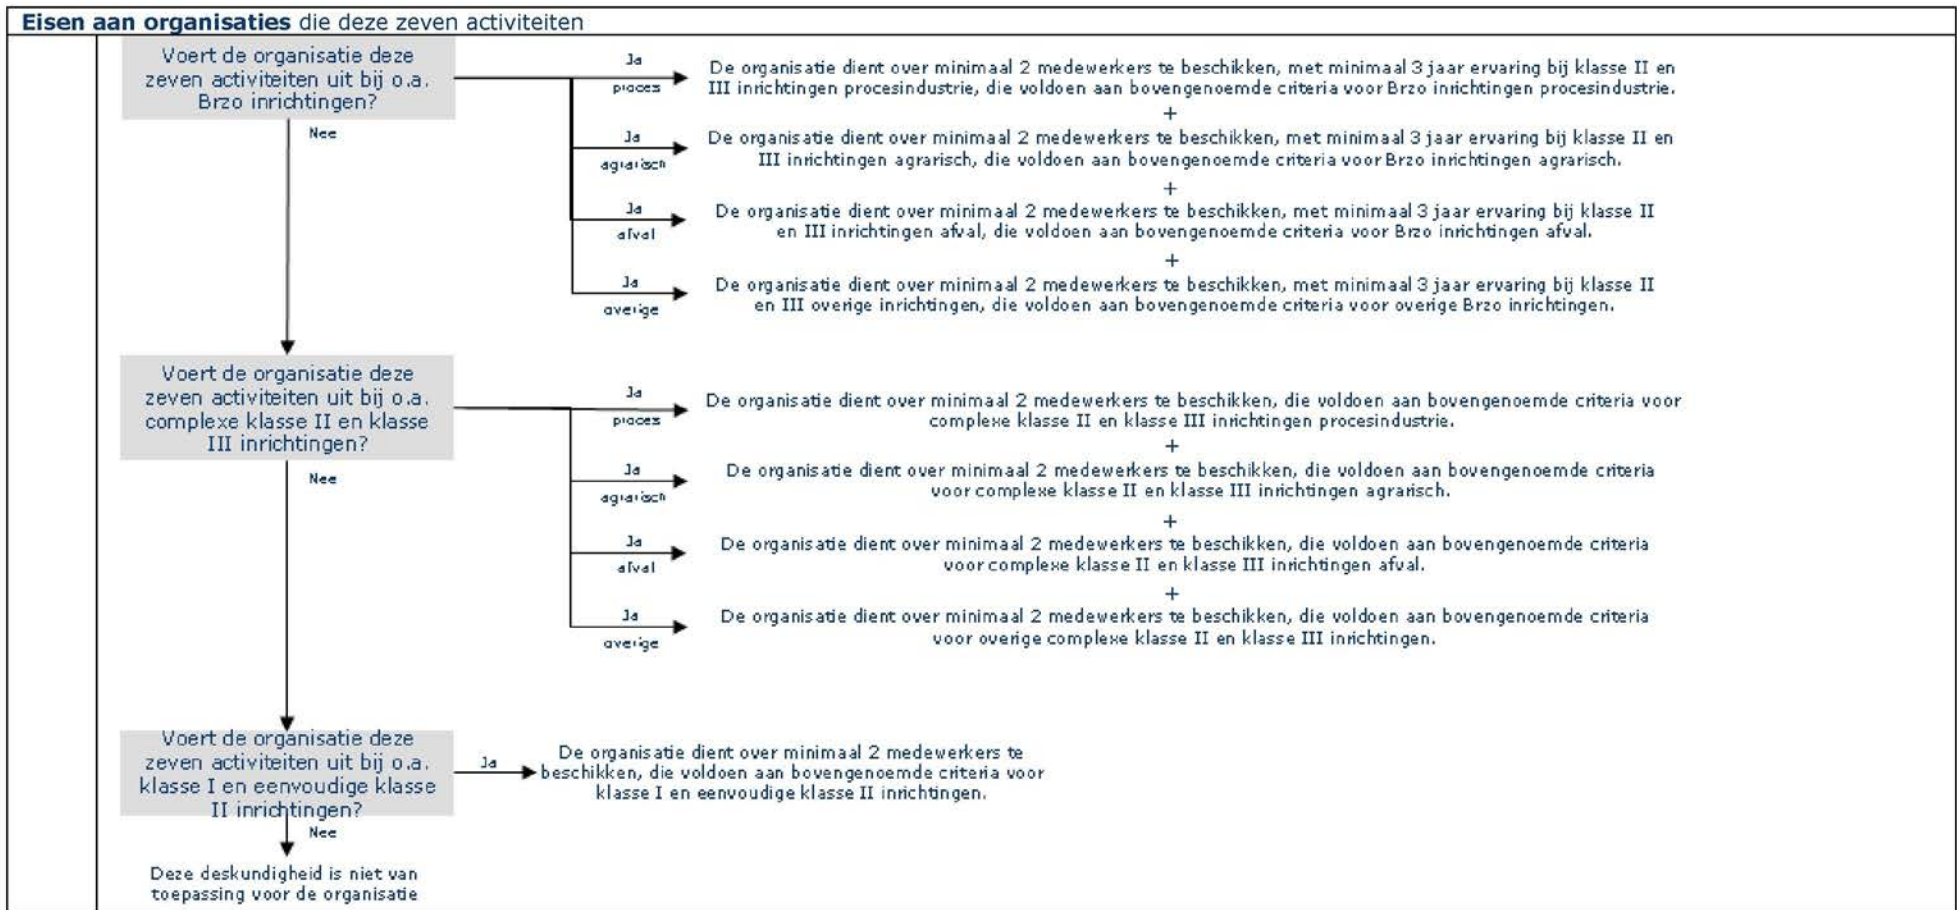 Eisen aan organisaties die deze zeven activiteiten
Voert de organisatie deze
zeven activiteiten uit bij o.a.
Brzo inrichtingen?
Nee
Ja
proces
De organisatie dient over minimaal 2 medewerkers te beschikken, met minimaal 3 jaar ervaring bij klasse II en
III inrichtingen procesindustrie, die voldoen aan bovengenoemde criteria voor Brzo inrichtingen procesindustrie.
+
Ja
agrarisch
De organisatie dient over minimaal 2 medewerkers te beschikken, met minimaal 3 jaar ervaring bij klasse II en
III inrichtingen agrarisch, die voldoen aan bovengenoemde criteria voor Brzo inrichtingen agrarisch.
+
Ja
afval
De organisatie dient over minimaal 2 medewerkers te beschikken, met minimaal 3 jaar ervaring bij klasse II
en III inrichtingen afval, die voldoen aan bovengenoemde criteria voor Brzo inrichtingen afval.
+
Ja
overige
De organisatie dient over minimaal 2 medewerkers te beschikken, met minimaal 3 jaar ervaring bij klasse II
en III overige inrichtingen, die voldoen aan bovengenoemde criteria voor overige Brzo inrichtingen.
Voert de organisatie deze
zeven activiteiten uit bij o.a.
complexe klasse II en klasse
III inrichtingen?
Nee
Ja
proces
De organisatie dient over minimaal 2 medewerkers te beschikken, die voldoen aan bovengenoemde criteria voor
complexe klasse II en klasse III inrichtingen procesindustrie.
+
Ja
agrarisch
De organisatie dient over minimaal 2 medewerkers te beschikken, die voldoen aan bovengenoemde criteria
voor complexe klasse II en klasse III inrichtingen agrarisch.
+
Ja
afval
De organisatie dient over minimaal 2 medewerkers te beschikken, die voldoen aan bovengenoemde criteria
voor complexe klasse II en klasse III inrichtingen afval.
+
Ja
overige
De organisatie dient over minimaal 2 medewerkers te beschikken, die voldoen aan bovengenoemde criteria
voor overige complexe klasse II en klasse III inrichtingen.
Voert de organisatie deze
zeven activiteiten uit bij o.a.
klasse I en eenvoudige klasse
II inrichtingen?
Ja
De organisatie dient over minimaal 2 medewerkers te
beschikken, die voldoen aan bovengenoemde criteria voor
klasse I en eenvoudige klasse II inrichtingen.
Nee
Deze deskundigheid is niet van
toepassing voor de organisatie